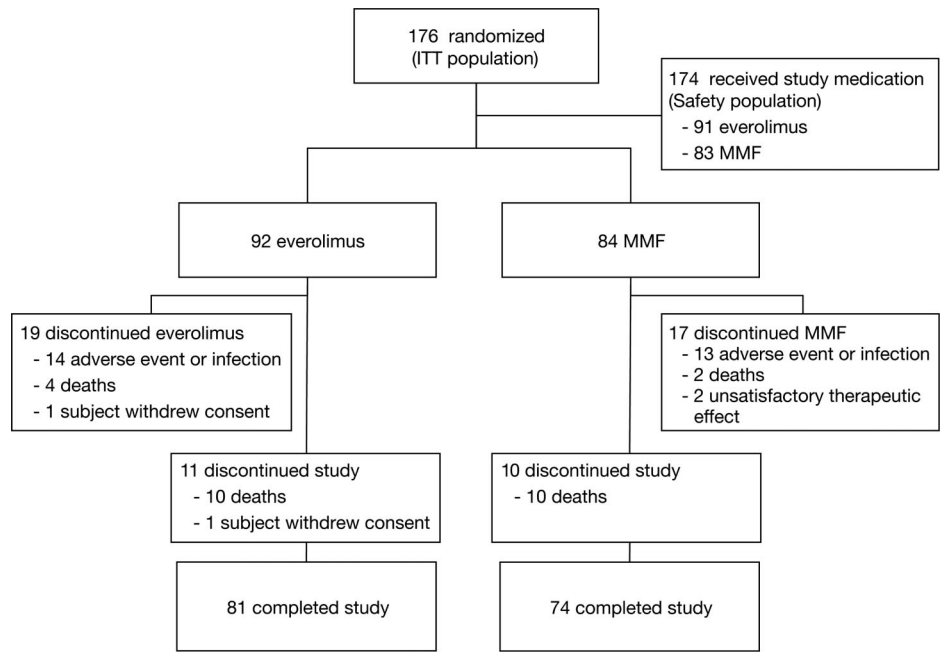 176 randomized
(ITT population)
174 received study medication
(Safety population)
- 91 everolimus
- 83 MMF
92 everolimus
84 MMF
19 discontinued everolimus
- 14 adverse event or infection
- 4 deaths
- 1 subject withdrew consent
17 discontinued MMF
- 13 adverse event or infection
- 2 deaths
- 2 unsatisfactory therapeutic
effect
11 discontinued study
- 10 deaths
- 1 subject withdrew consent
10 discontinued study
- 10 deaths
81 completed study
74 completed study